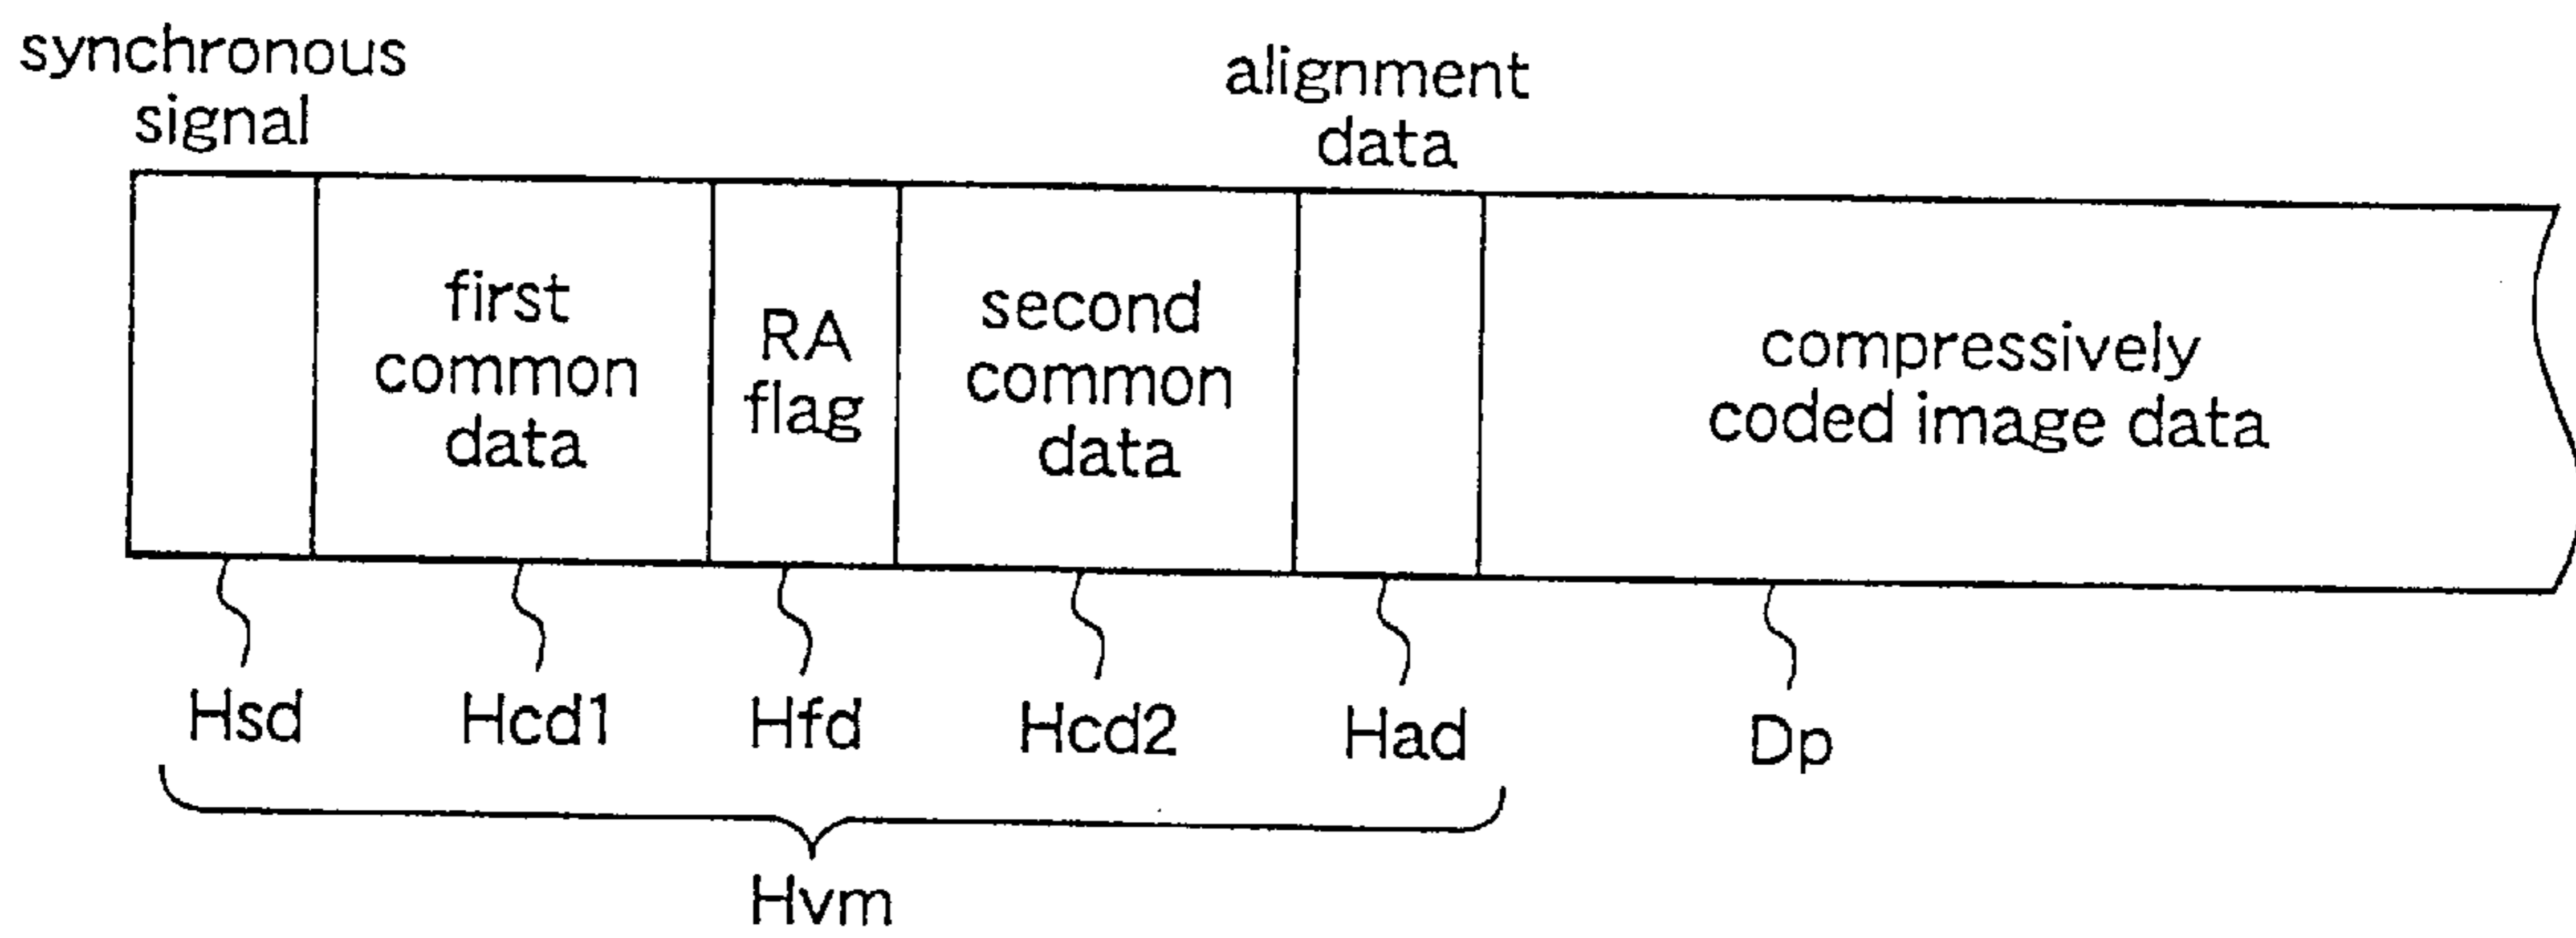 synchronous
signal
alignment
data
first
common
data
RA
flag
second
common
data
compressively
coded image data
Hsd
Hcd1
Hfd
Hcd2
Had
Dp
Hvm